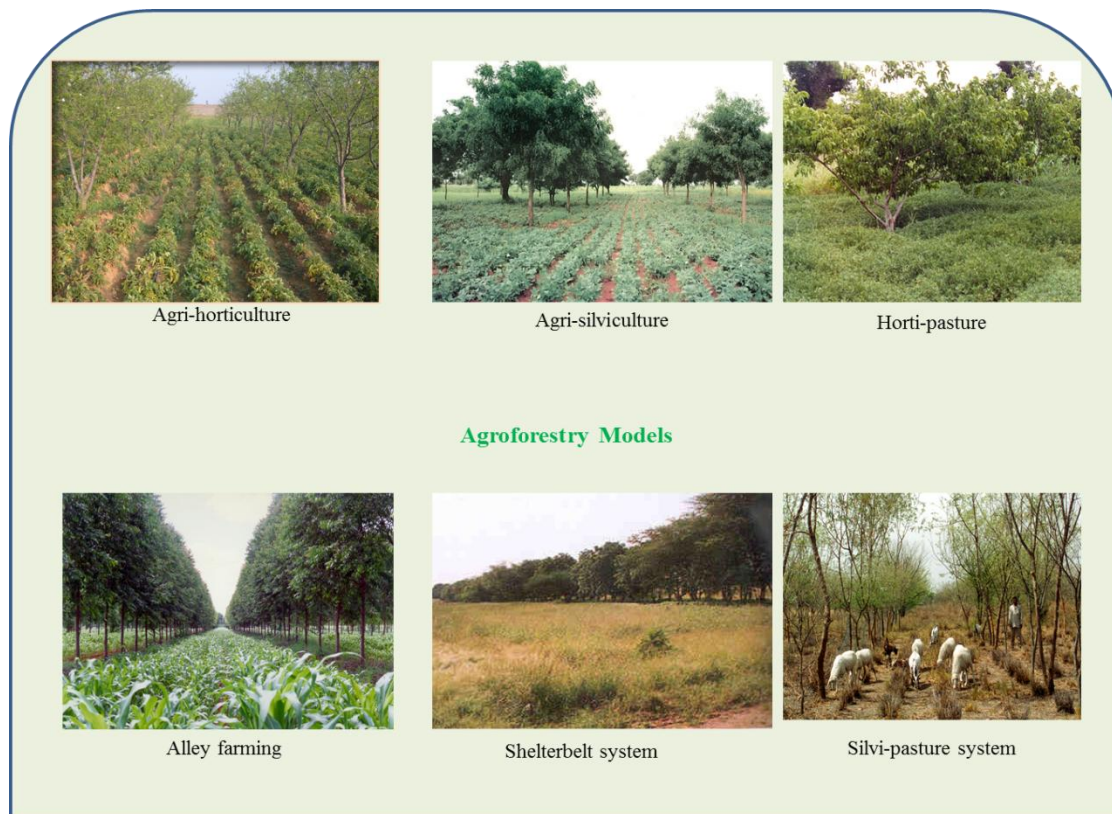 Agri-horticulture
Agri-silviculture
Horti-pasture
Agroforestry Models
Alley farming
Shelterbelt system
Silvi-pasture system